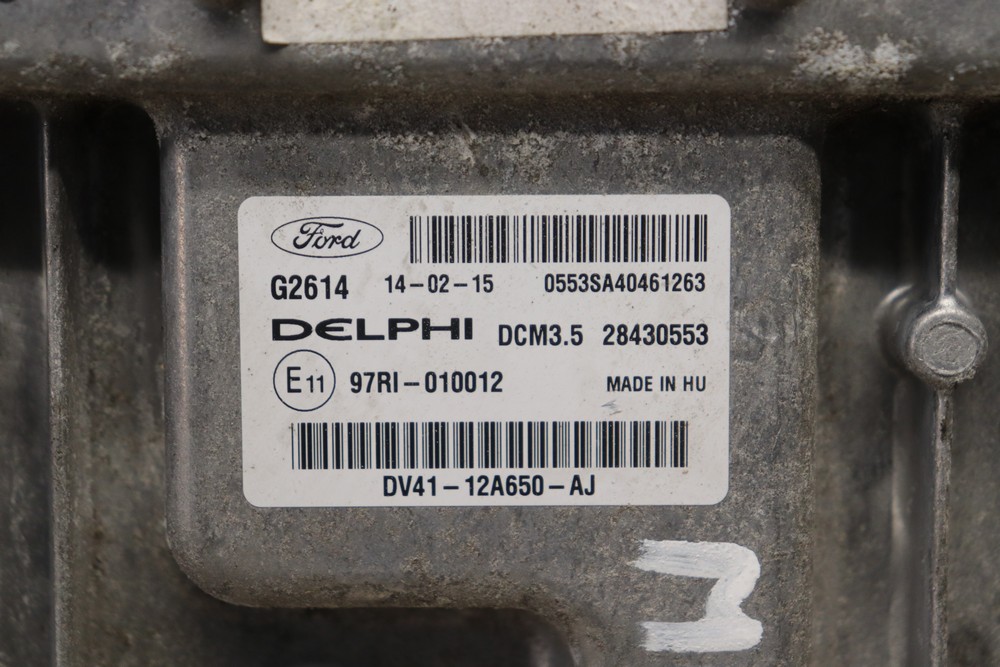 Ford
G2614 14-02-15 0553SA40461263
DELPHI DCM3.5 28430553
E11 97RI-010012 MADE IN HU
DV41-12A650-AJ